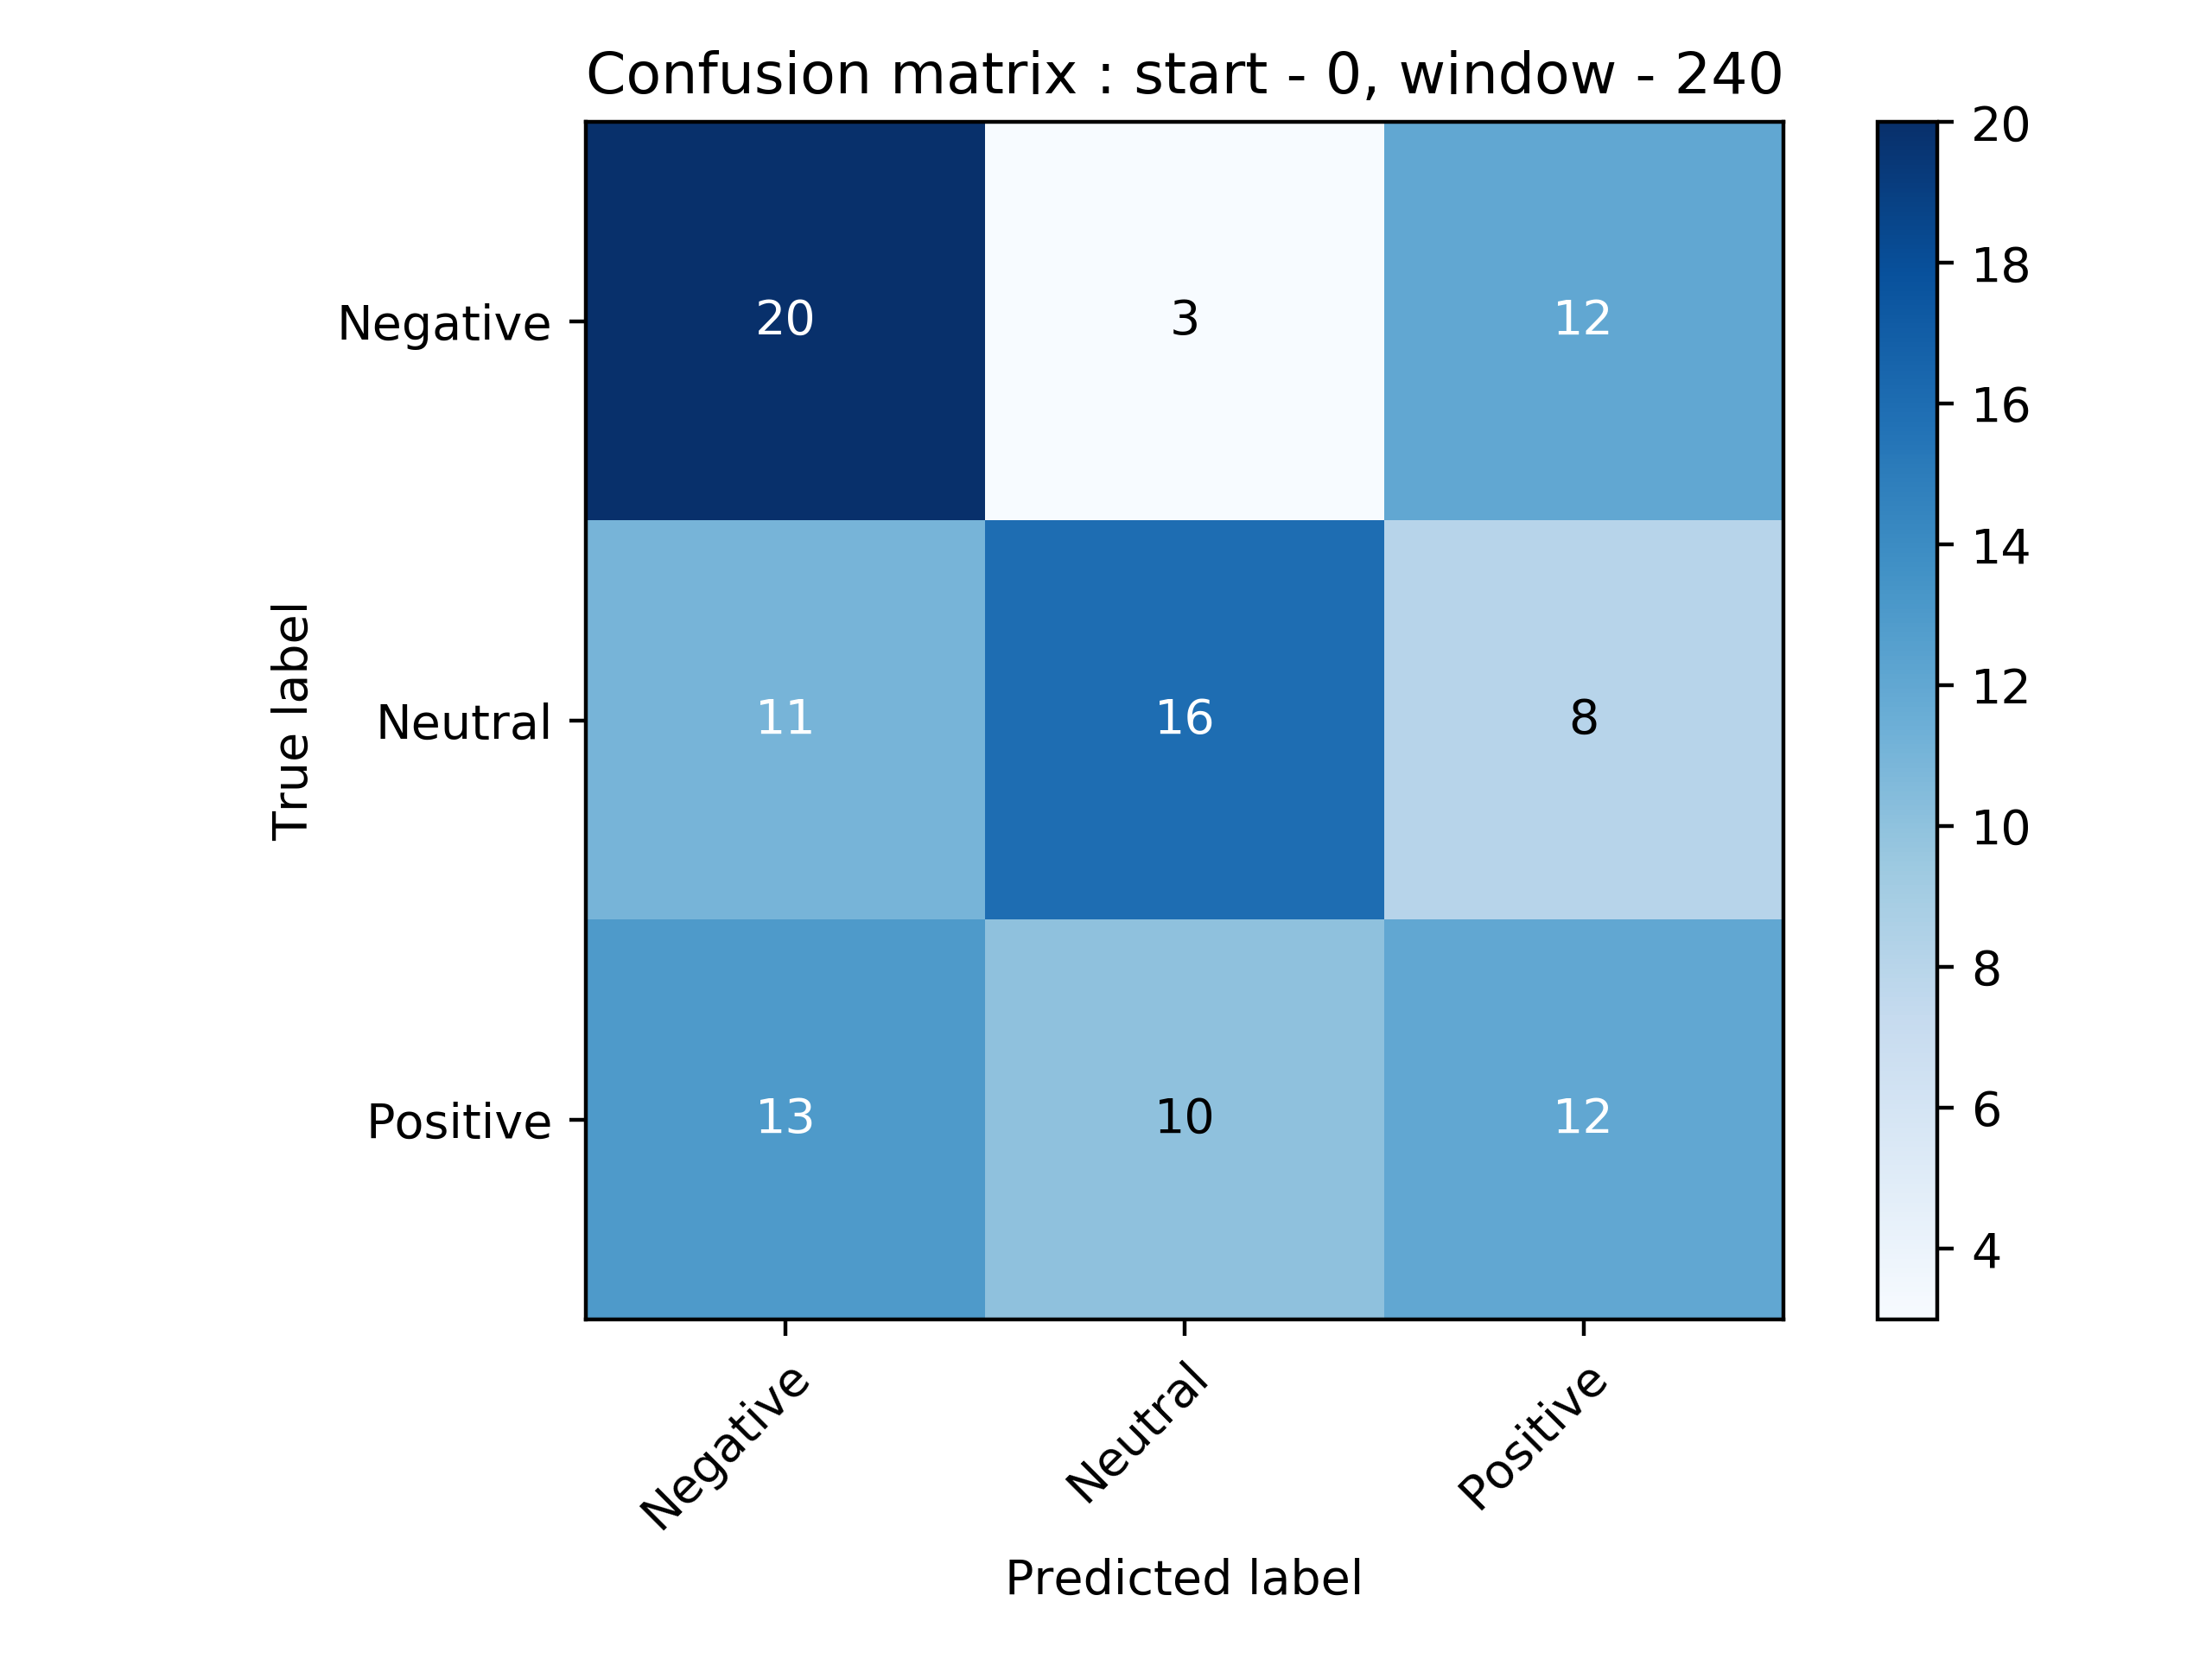 Confusion matrix : start - 0, window - 240
True label
Negative
20
3
12
Neutral
11
16
8
Positive
13
10
12
Negative
Neutral
Positive
Predicted label
20
18
16
14
12
10
8
6
4